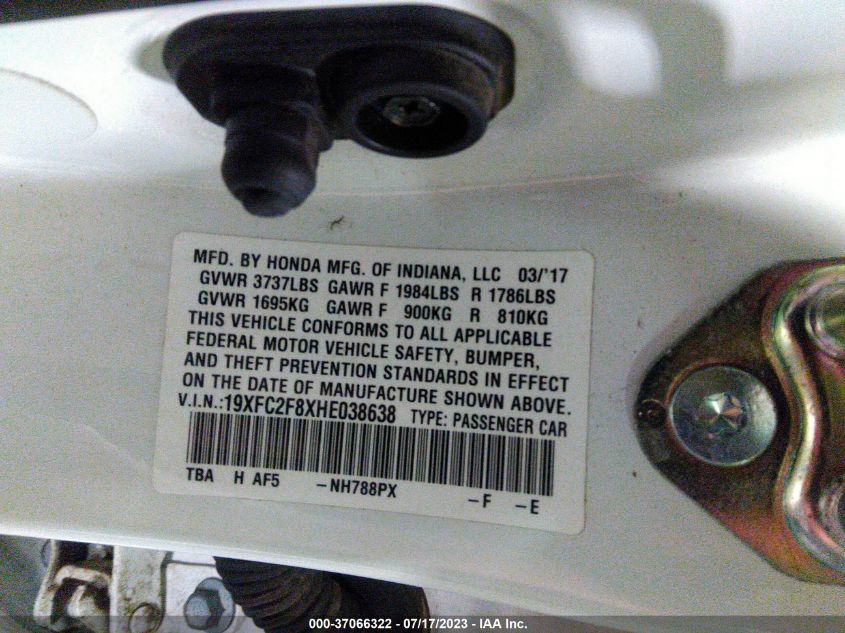 MFD. BY HONDA MFG. OF INDIANA, LLC 03/'17
GVWR 3737LBS GAWR F 1984LBS R 1786LBS
GVWR 1695KG GAWR F 900KG R 810KG
THIS VEHICLE CONFORMS TO ALL APPLICABLE
FEDERAL MOTOR VEHICLE SAFETY, BUMPER,
AND THEFT PREVENTION STANDARDS IN EFFECT
ON THE DATE OF MANUFACTURE SHOWN ABOVE.
V.I.N.:19XFC2F8XHE038638 TYPE: PASSENGER CAR
TBA H AF5 -NH788PX -F -E
000-37066322 - 07/17/2023 - IAA Inc.